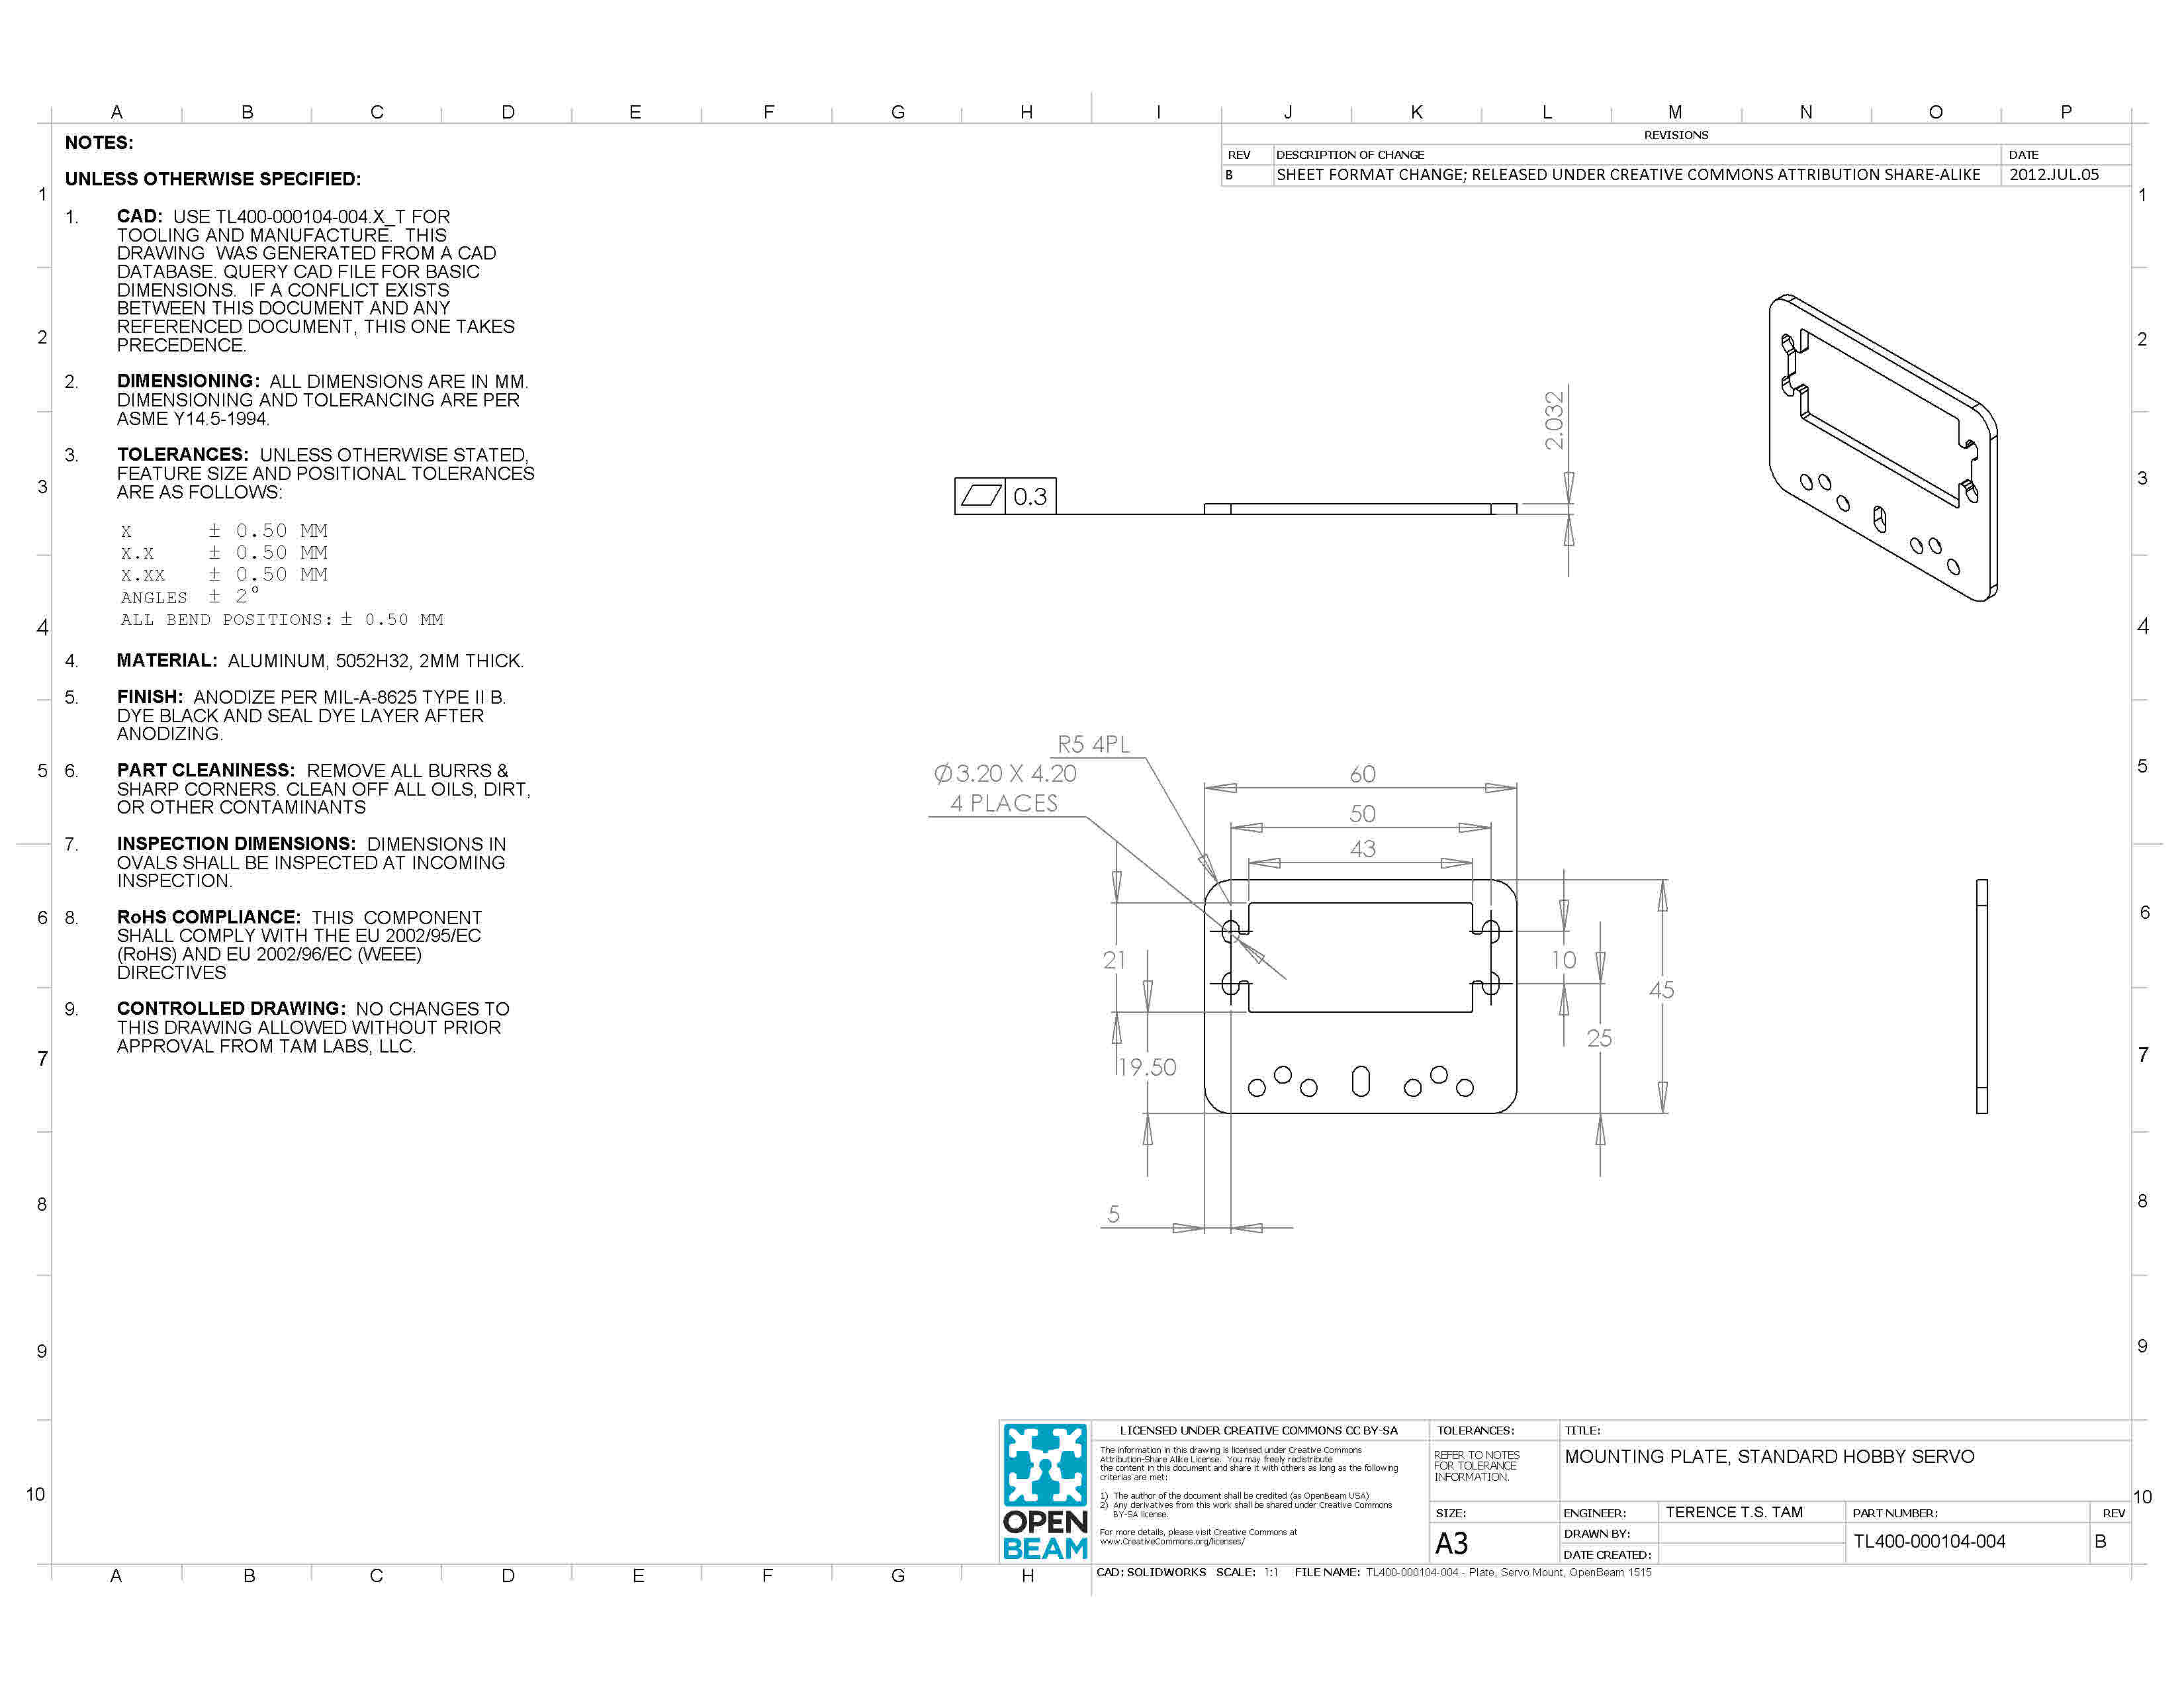 A B C D E F G H I J K L M N O P
NOTES:
UNLESS OTHERWISE SPECIFIED:
1. CAD: USE TL400-000104-004.X_T FOR
TOOLING AND MANUFACTURE. THIS
DRAWING WAS GENERATED FROM A CAD
DATABASE. QUERY CAD FILE FOR BASIC
DIMENSIONS. IF A CONFLICT EXISTS
BETWEEN THIS DOCUMENT AND ANY
REFERENCED DOCUMENT, THIS ONE TAKES
PRECEDENCE.
2. DIMENSIONING: ALL DIMENSIONS ARE IN MM.
DIMENSIONING AND TOLERANCING ARE PER
ASME Y14.5-1994.
3. TOLERANCES: UNLESS OTHERWISE STATED,
FEATURE SIZE AND POSITIONAL TOLERANCES
ARE AS FOLLOWS:
X ± 0.50 MM
X.X ± 0.50 MM
X.XX ± 0.50 MM
ANGLES ± 2°
ALL BEND POSITIONS: ± 0.50 MM
4. MATERIAL: ALUMINUM, 5052H32, 2MM THICK.
5. FINISH: ANODIZE PER MIL-A-8625 TYPE II B.
DYE BLACK AND SEAL DYE LAYER AFTER
ANODIZING.
6. PART CLEANINESS: REMOVE ALL BURRS &
SHARP CORNERS. CLEAN OFF ALL OILS, DIRT,
OR OTHER CONTAMINANTS
7. INSPECTION DIMENSIONS: DIMENSIONS IN
OVALS SHALL BE INSPECTED AT INCOMING
INSPECTION.
8. RoHS COMPLIANCE: THIS COMPONENT
SHALL COMPLY WITH THE EU 2002/95/EC
(RoHS) AND EU 2002/96/EC (WEEE)
DIRECTIVES
9. CONTROLLED DRAWING: NO CHANGES TO
THIS DRAWING ALLOWED WITHOUT PRIOR
APPROVAL FROM TAM LABS, LLC.
1
2
3
4
5
6
7
8
9
10
REVISIONS
REV DESCRIPTION OF CHANGE DATE
B SHEET FORMAT CHANGE; RELEASED UNDER CREATIVE COMMONS ATTRIBUTION SHARE-ALIKE 2012.JUL.05
2.032
0.3
R5 4PL
Ø3.20 X 4.20
4 PLACES
60
50
43
21
10
45
25
19.50
5
1
2
3
4
5
6
7
8
9
10
OPEN
BEAM
LICENSED UNDER CREATIVE COMMONS CC BY-SA
The information in this drawing is licensed under Creative Commons
Attribution-Share Alike License. You may freely redistribute
the content in this document and share it with others as long as the following
criterias are met:
1) The author of the document shall be credited (as OpenBeam USA)
2) Any derivatives from this work shall be shared under Creative Commons
BY-SA license.
For more details, please visit Creative Commons at
www.CreativeCommons.org/licenses/
TOLERANCES:
REFER TO NOTES
FOR TOLERANCE
INFORMATION.
SIZE:
A3
TITLE:
MOUNTING PLATE, STANDARD HOBBY SERVO
ENGINEER: TERENCE T.S. TAM
DRAWN BY:
DATE CREATED:
PART NUMBER:
TL400-000104-004
REV
B
CAD: SOLIDWORKS SCALE: 1:1 FILE NAME: TL400-000104-004 - Plate, Servo Mount, OpenBeam 1515
A B C D E F G H